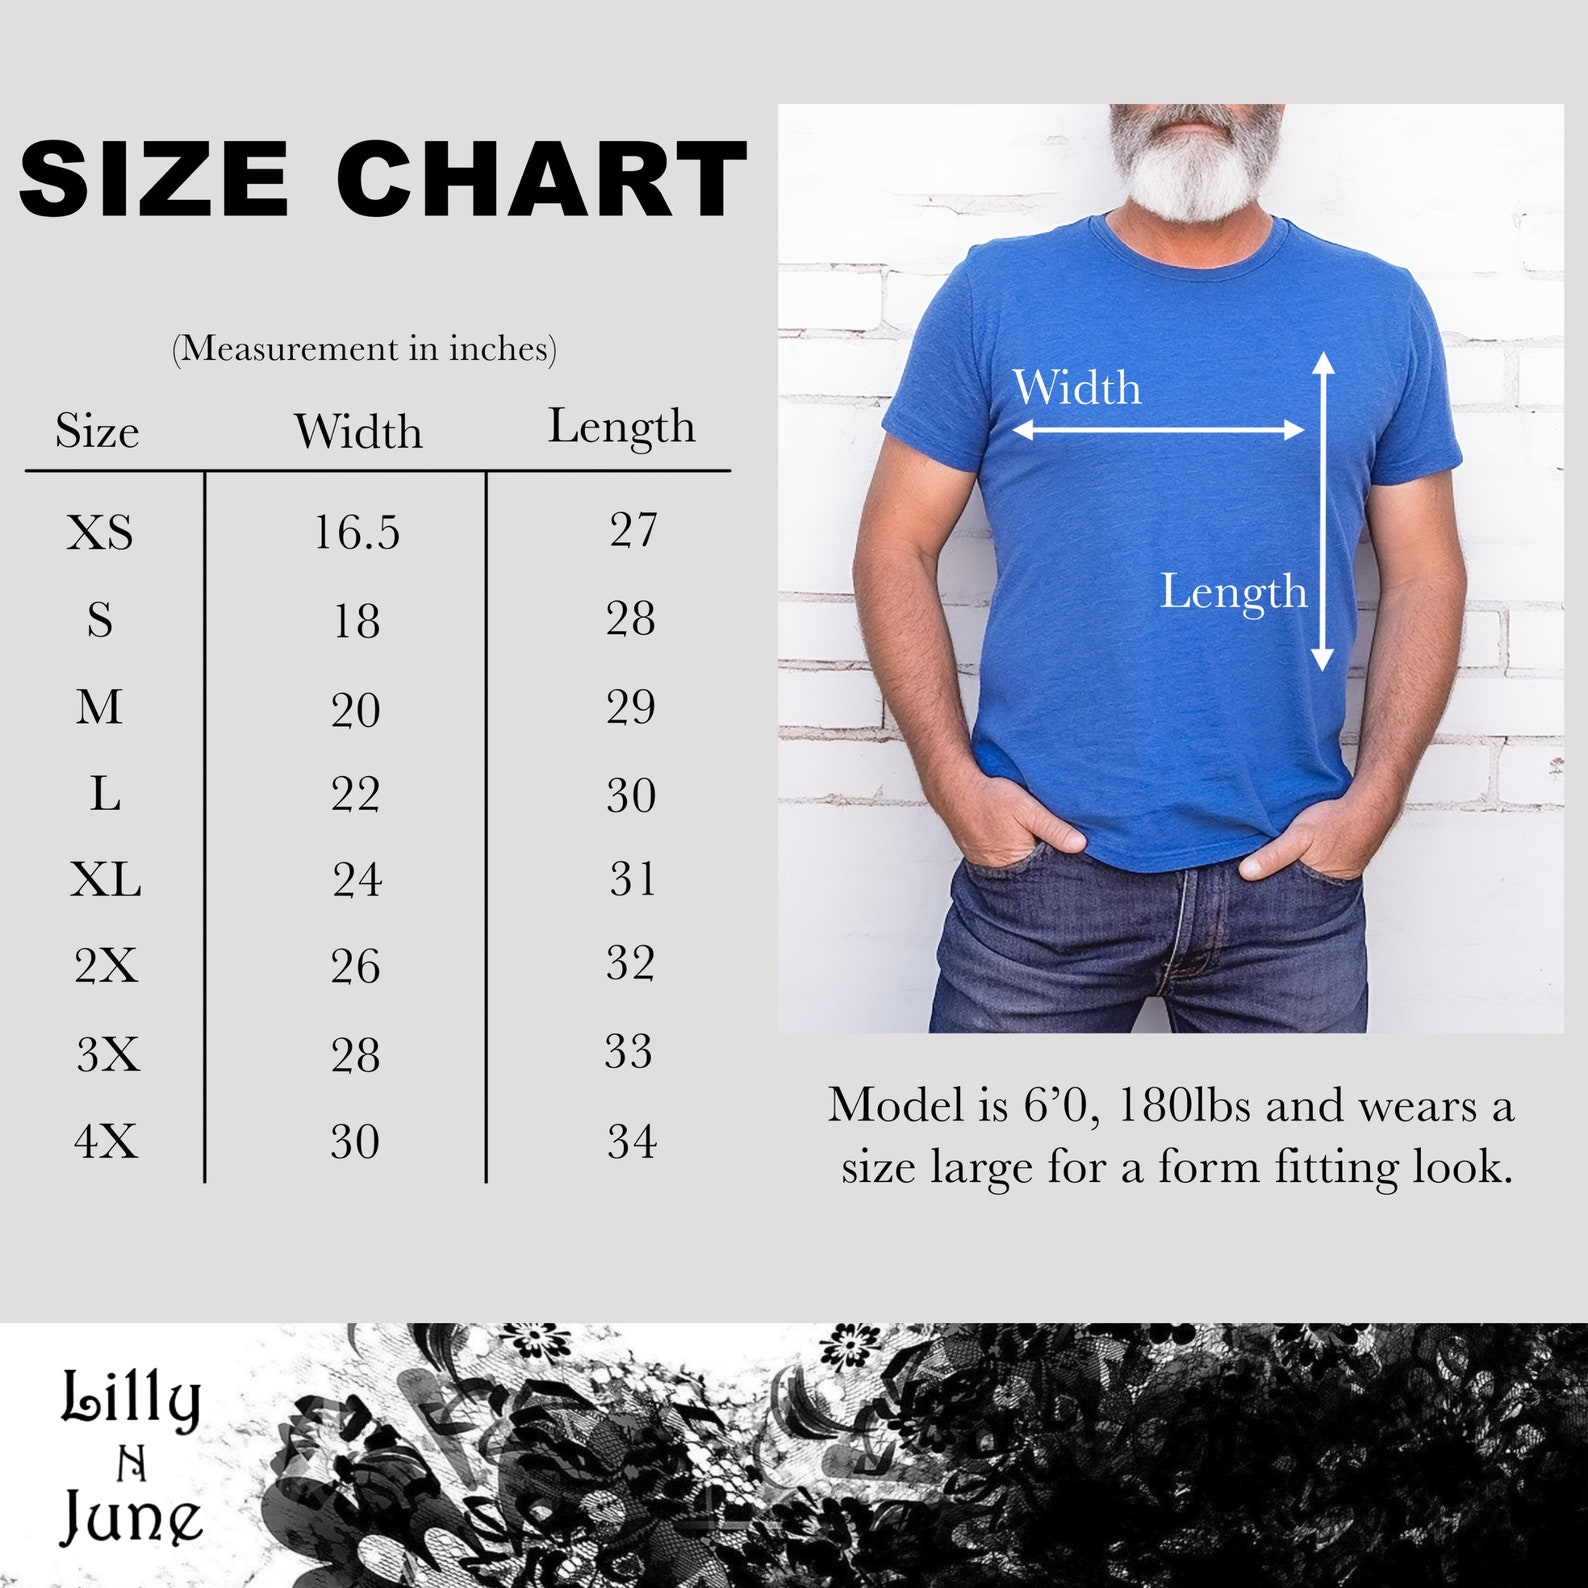 SIZE CHART
(Measurement in inches)
Size Width Length
XS 16.5 27
S 18 28
M 20 29
L 22 30
XL 24 31
2X 26 32
3X 28 33
4X 30 34
Width
Length
Model is 6’0, 180lbs and wears a
size large for a form fitting look.
Lilly
N
June